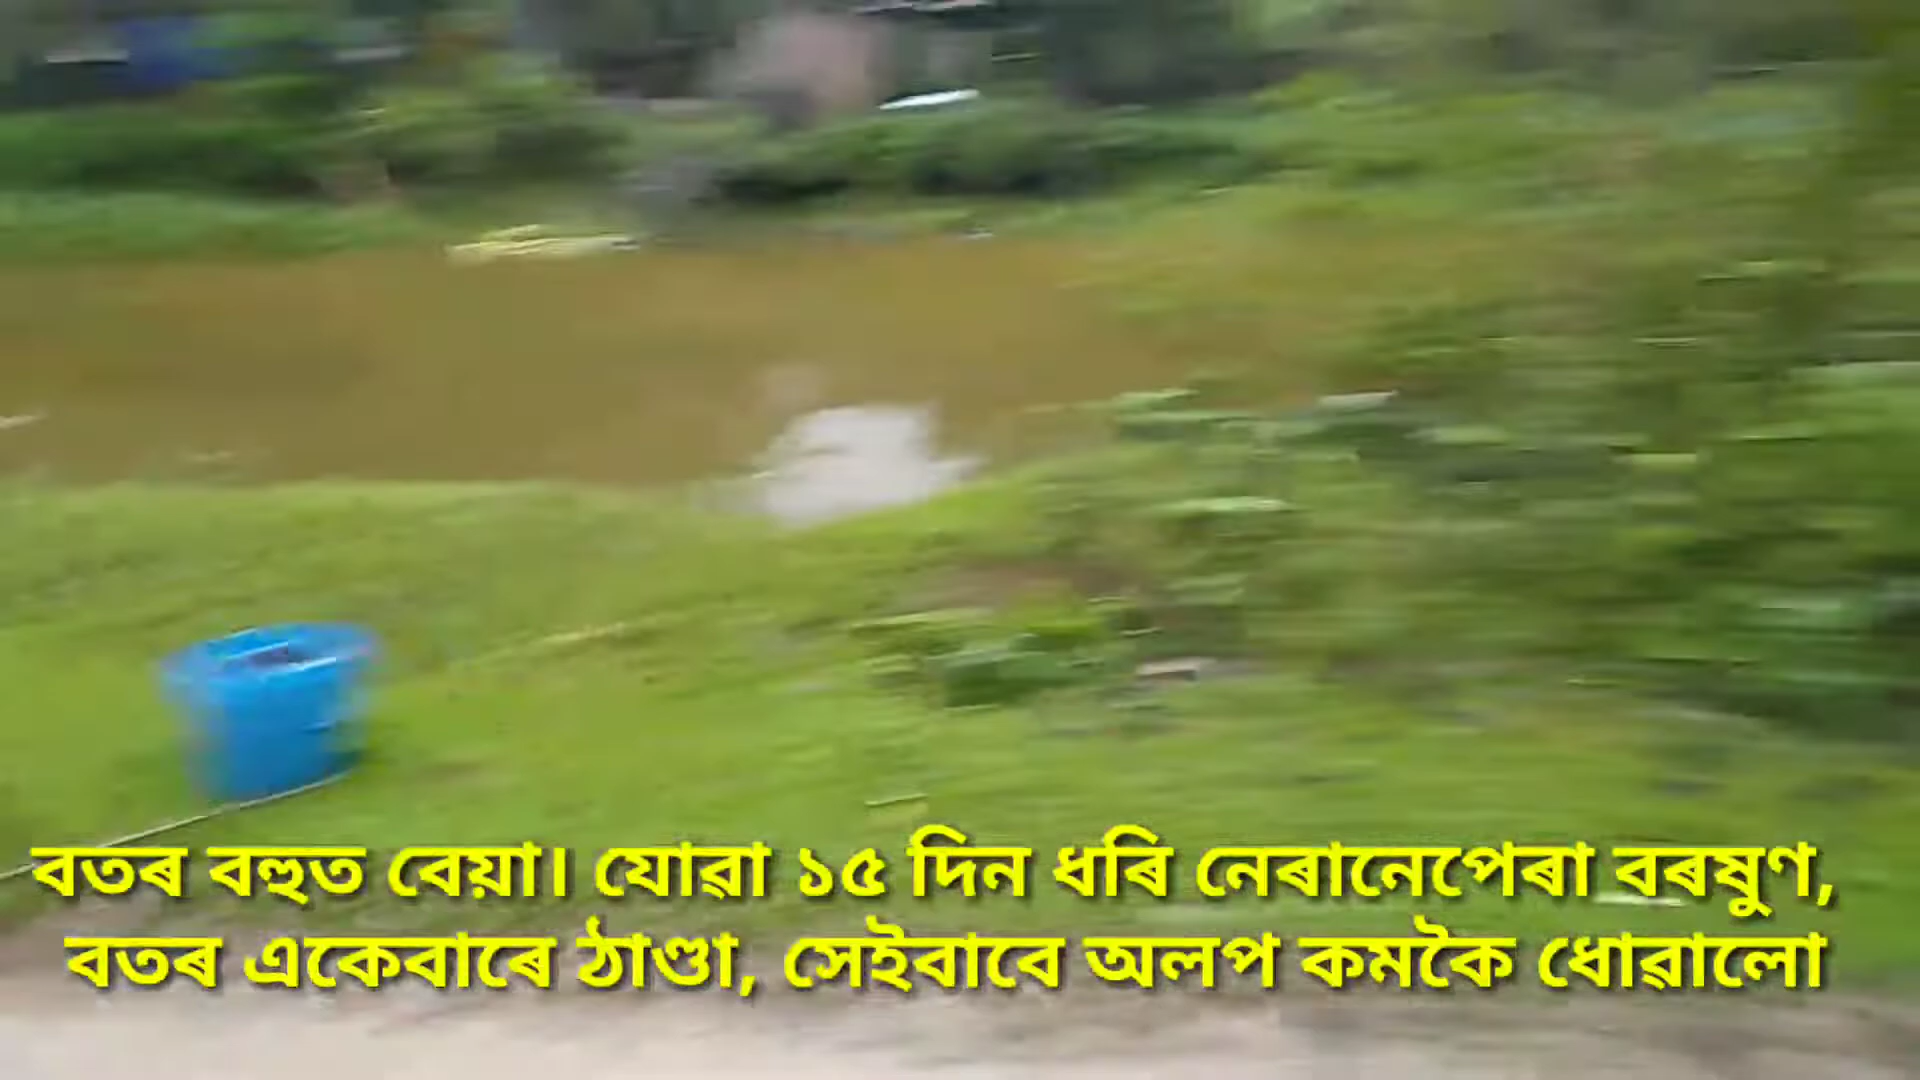 বতৰ বহুত বেয়া। যোৱা ১৫ দিন ধৰি নেৰানেপেৰা বৰষুণ,
বতৰ একেবাৰে ঠাণ্ডা, সেইবাবে অলপ কমকৈ ধোৱালো